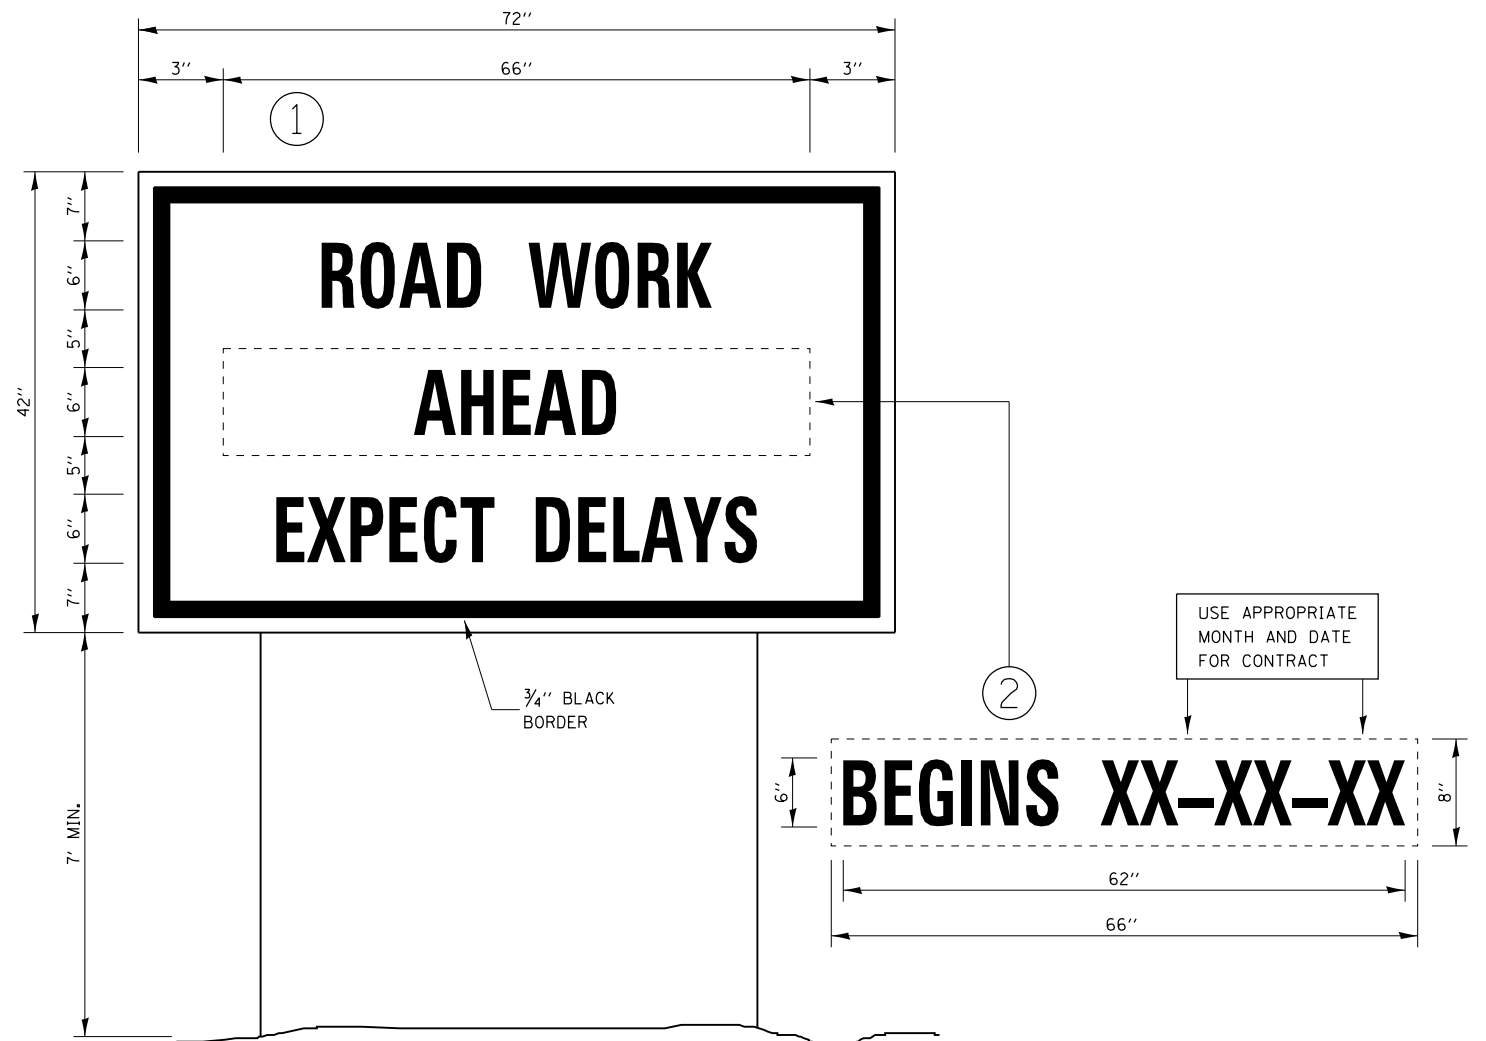 72''
3'' 66'' 3''
1
7''
6''
5''
6''
5''
6''
7''
42''
ROAD WORK
AHEAD
EXPECT DELAYS
3/4'' BLACK
BORDER
7' MIN.
2
USE APPROPRIATE
MONTH AND DATE
FOR CONTRACT
6''
BEGINS XX-XX-XX
8''
62''
66''